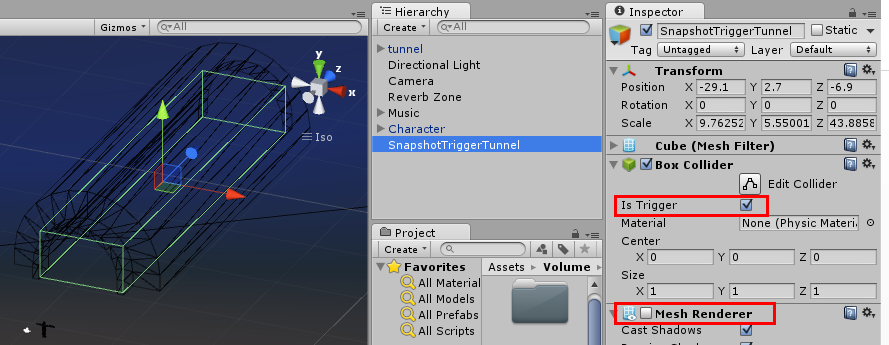 Gizmos All
y
z
x
Iso
Hierarchy
Create All
tunnel
Directional Light
Camera
Reverb Zone
Music
Character
SnapshotTriggerTunnel
Project
Create
Favorites
All Material
All Models
All Prefabs
All Scripts
Assets Volume
Inspector
SnapshotTriggerTunnel Static
Tag Untagged Layer Default
Transform
Position X -29.1 Y 2.7 Z -6.9
Rotation X 0 Y 0 Z 0
Scale X 9.76252 Y 5.55001 Z 43.8858
Cube (Mesh Filter)
Box Collider
Edit Collider
Is Trigger
Material None (Physic Materi
Center
X 0 Y 0 Z 0
Size
X 1 Y 1 Z 1
Mesh Renderer
Cast Shadows